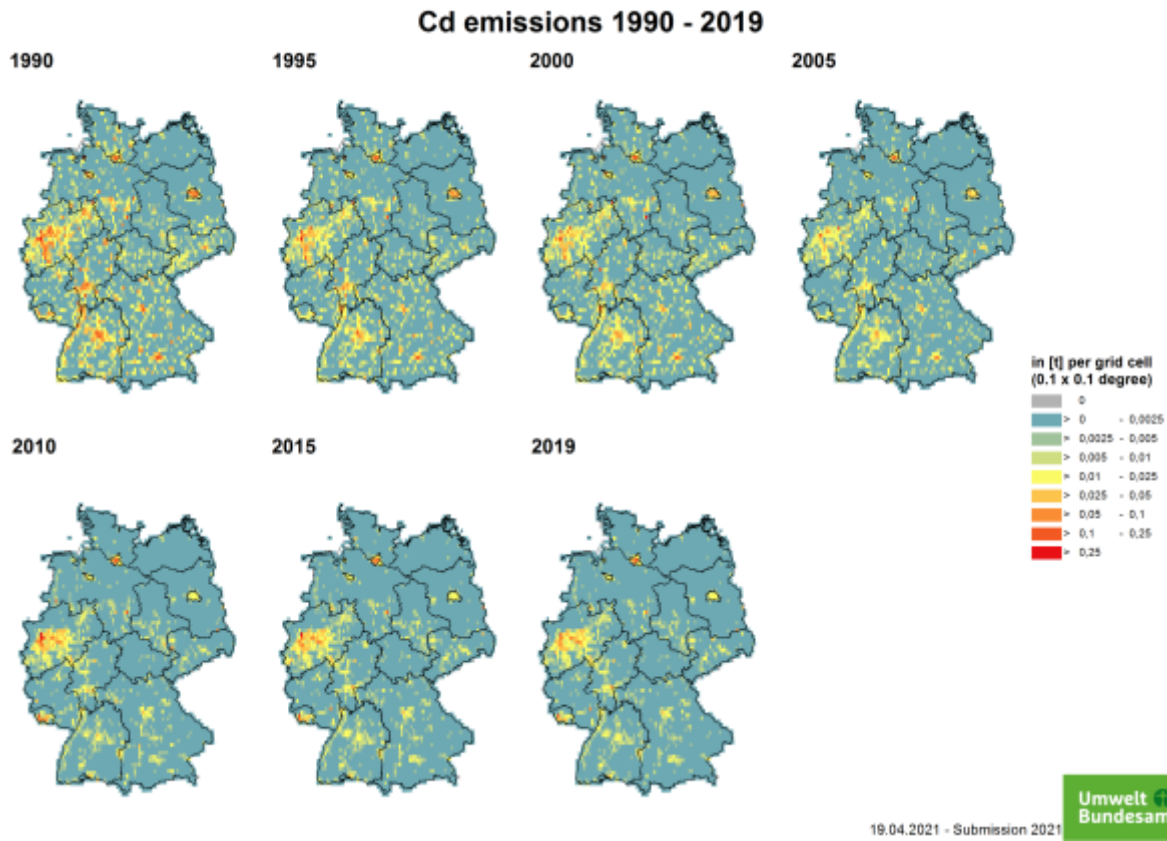 Cd emissions 1990 - 2019
1990
1995
2000
2005
in [t] per grid cell
(0.1 x 0.1 degree)
0
> 0 - 0,0025
> 0,0025 - 0,005
> 0,005 - 0,01
> 0,01 - 0,025
> 0,025 - 0,05
> 0,05 - 0,1
> 0,1 - 0,25
> 0,25
2010
2015
2019
Umwelt
Bundesam
19.04.2021 - Submission 2021